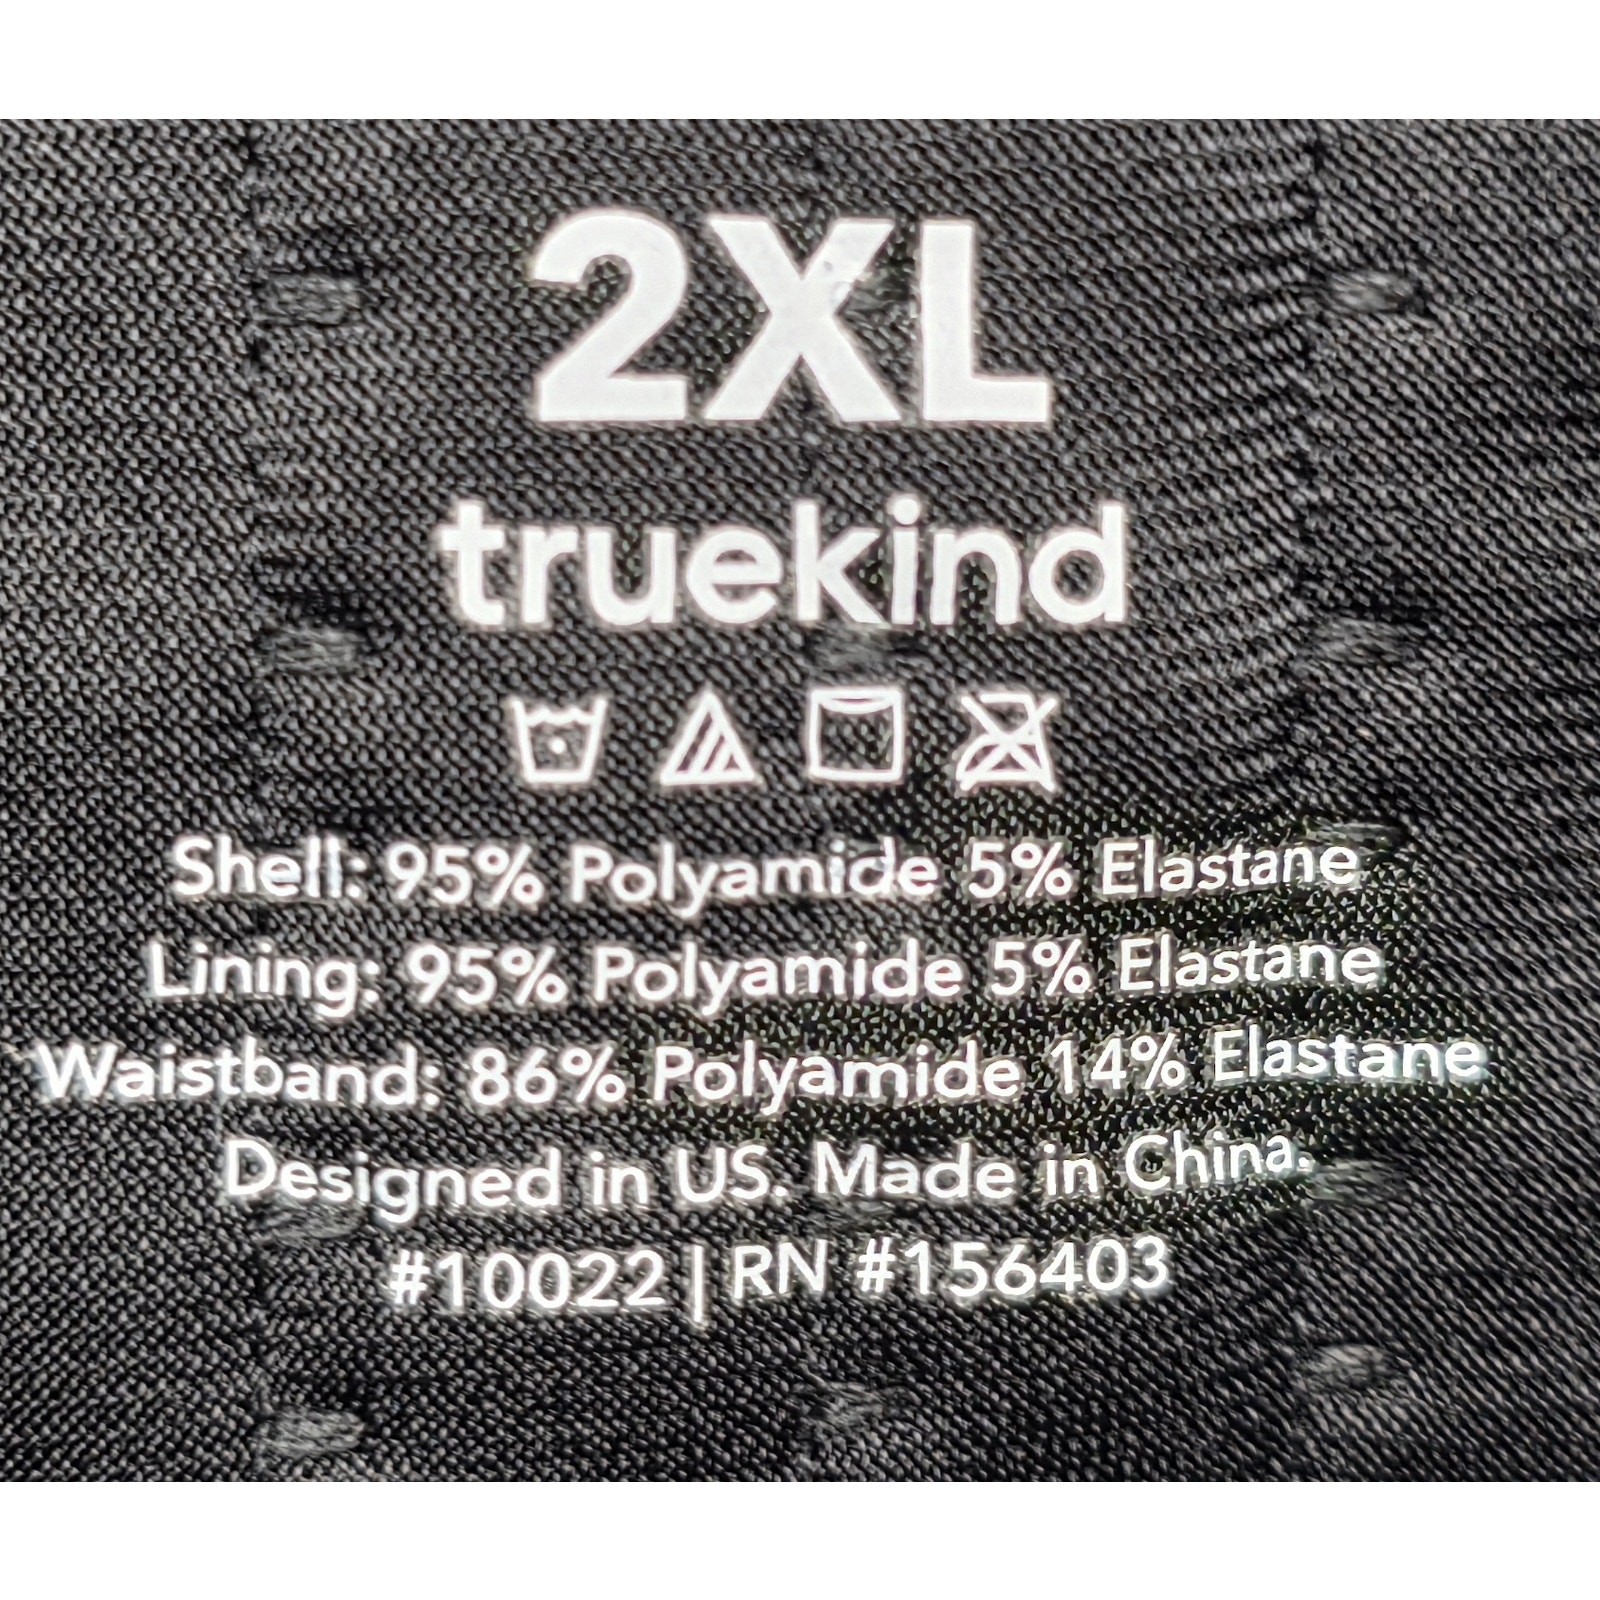 2XL
truekind
Shell: 95% Polyamide 5% Elastane
Lining: 95% Polyamide 5% Elastane
Waistband: 86% Polyamide 14% Elastane
Designed in US. Made in China.
#10022 | RN #156403